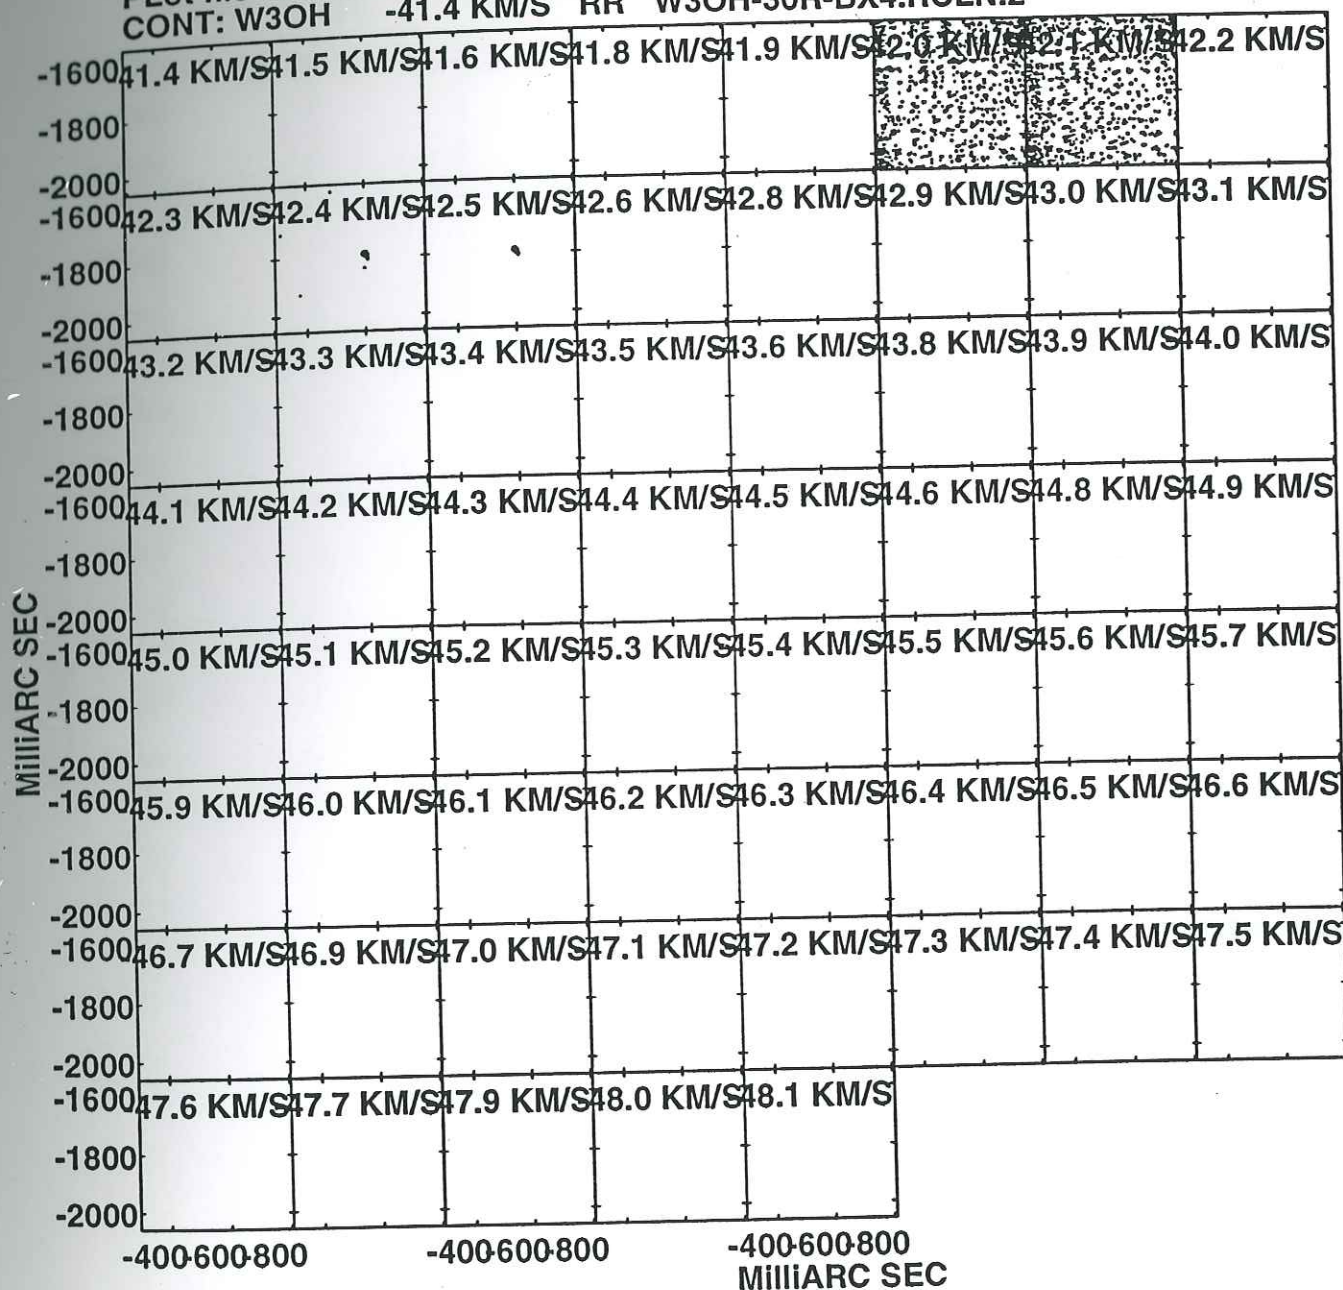 CONT: W3OH -41.4 KM/S RR W3OH-30R-BX4.RCLN.2
-1600 41.4 KM/S 41.5 KM/S 41.6 KM/S 41.8 KM/S 41.9 KM/S 42.0 KM/S 42.1 KM/S 42.2 KM/S
-1800
-2000
-1600 42.3 KM/S 42.4 KM/S 42.5 KM/S 42.6 KM/S 42.8 KM/S 42.9 KM/S 43.0 KM/S 43.1 KM/S
-1800
-2000
-1600 43.2 KM/S 43.3 KM/S 43.4 KM/S 43.5 KM/S 43.6 KM/S 43.8 KM/S 43.9 KM/S 44.0 KM/S
-1800
-2000
-1600 44.1 KM/S 44.2 KM/S 44.3 KM/S 44.4 KM/S 44.5 KM/S 44.6 KM/S 44.8 KM/S 44.9 KM/S
-1800
-2000
MilliARC SEC
-1600 45.0 KM/S 45.1 KM/S 45.2 KM/S 45.3 KM/S 45.4 KM/S 45.5 KM/S 45.6 KM/S 45.7 KM/S
-1800
-2000
-1600 45.9 KM/S 46.0 KM/S 46.1 KM/S 46.2 KM/S 46.3 KM/S 46.4 KM/S 46.5 KM/S 46.6 KM/S
-1800
-2000
-1600 46.7 KM/S 46.9 KM/S 47.0 KM/S 47.1 KM/S 47.2 KM/S 47.3 KM/S 47.4 KM/S 47.5 KM/S
-1800
-2000
-1600 47.6 KM/S 47.7 KM/S 47.9 KM/S 48.0 KM/S 48.1 KM/S
-1800
-2000
-400-600-800 -400-600-800 -400-600-800
MilliARC SEC